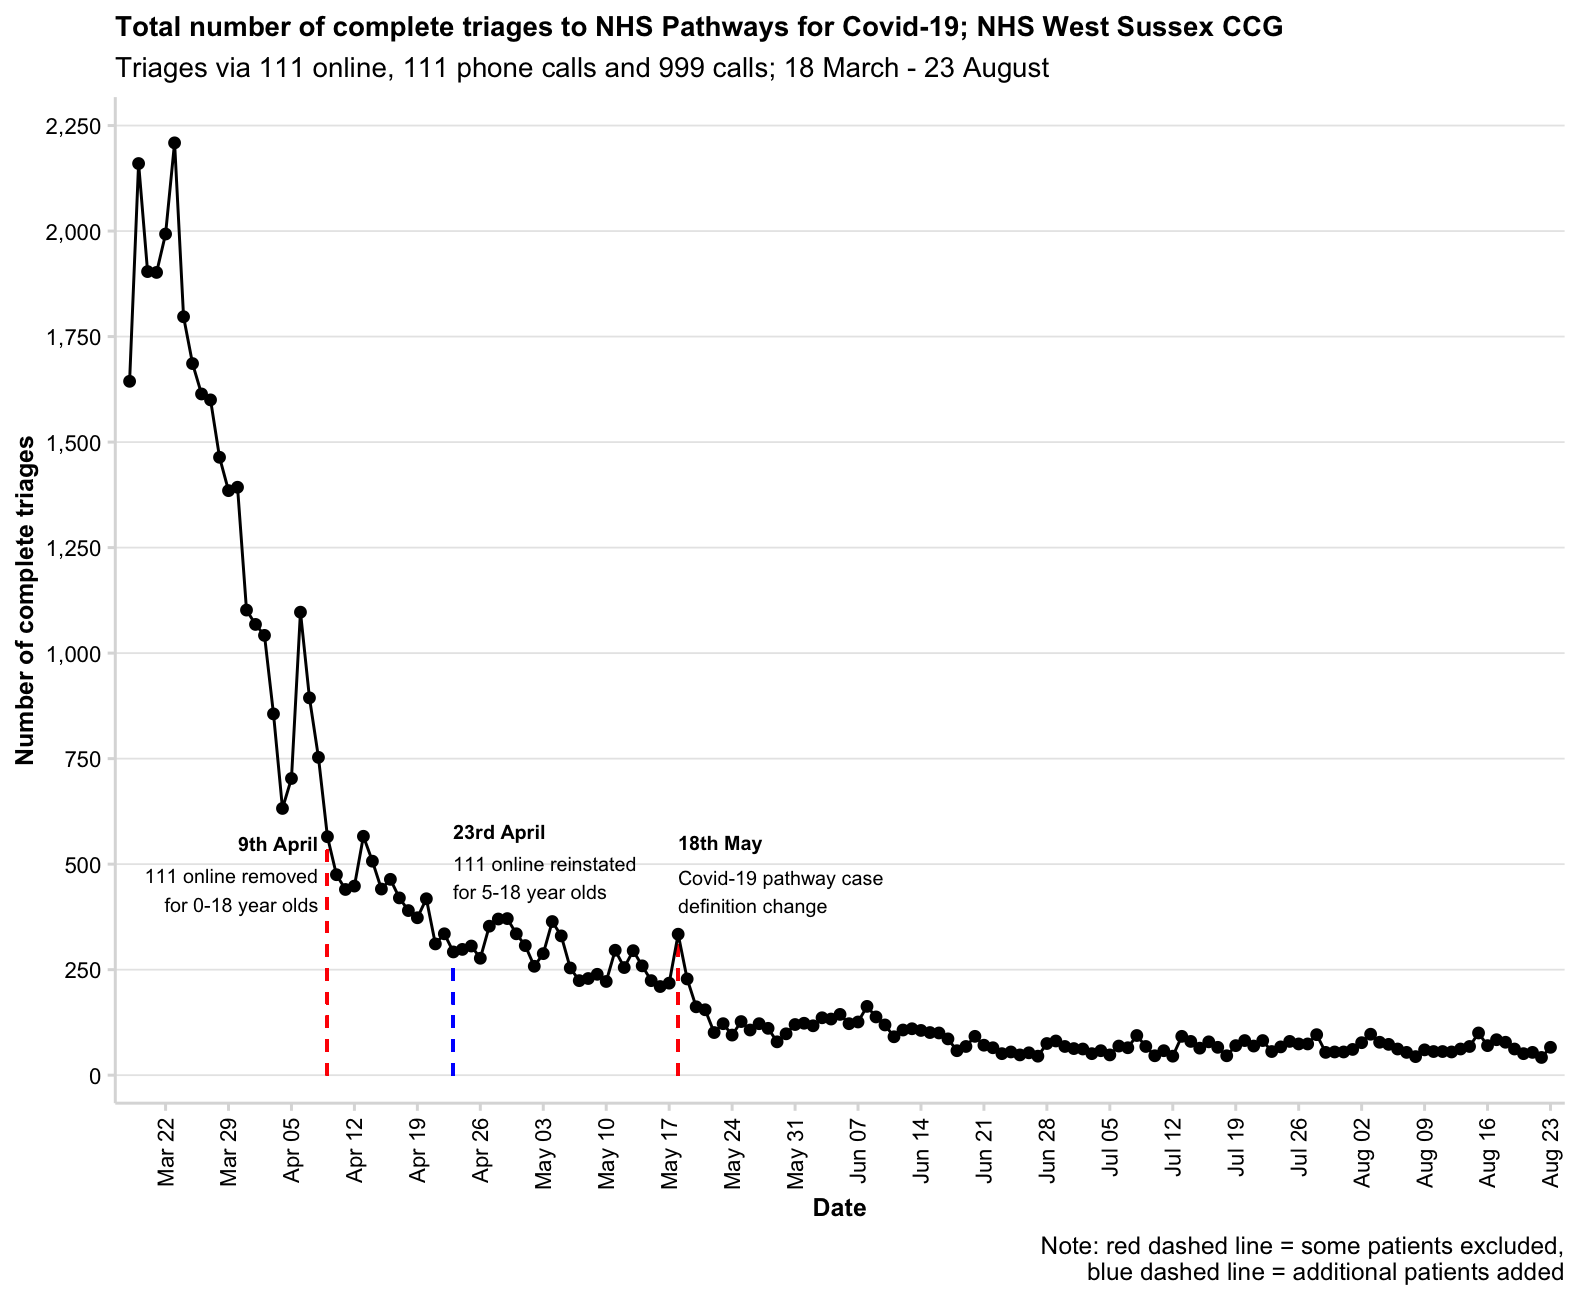 Total number of complete triages to NHS Pathways for Covid-19; NHS West Sussex CCG
Triages via 111 online, 111 phone calls and 999 calls; 18 March - 23 August
Number of complete triages
2,250
2,000
1,750
1,500
1,250
1,000
750
500
250
0
9th April
111 online removed
for 0-18 year olds
23rd April
111 online reinstated
for 5-18 year olds
18th May
Covid-19 pathway case
definition change
Mar 22
Mar 29
Apr 05
Apr 12
Apr 19
Apr 26
May 03
May 10
May 17
May 24
May 31
Jun 07
Jun 14
Jun 21
Jun 28
Jul 05
Jul 12
Jul 19
Jul 26
Aug 02
Aug 09
Aug 16
Aug 23
Date
Note: red dashed line = some patients excluded,
blue dashed line = additional patients added